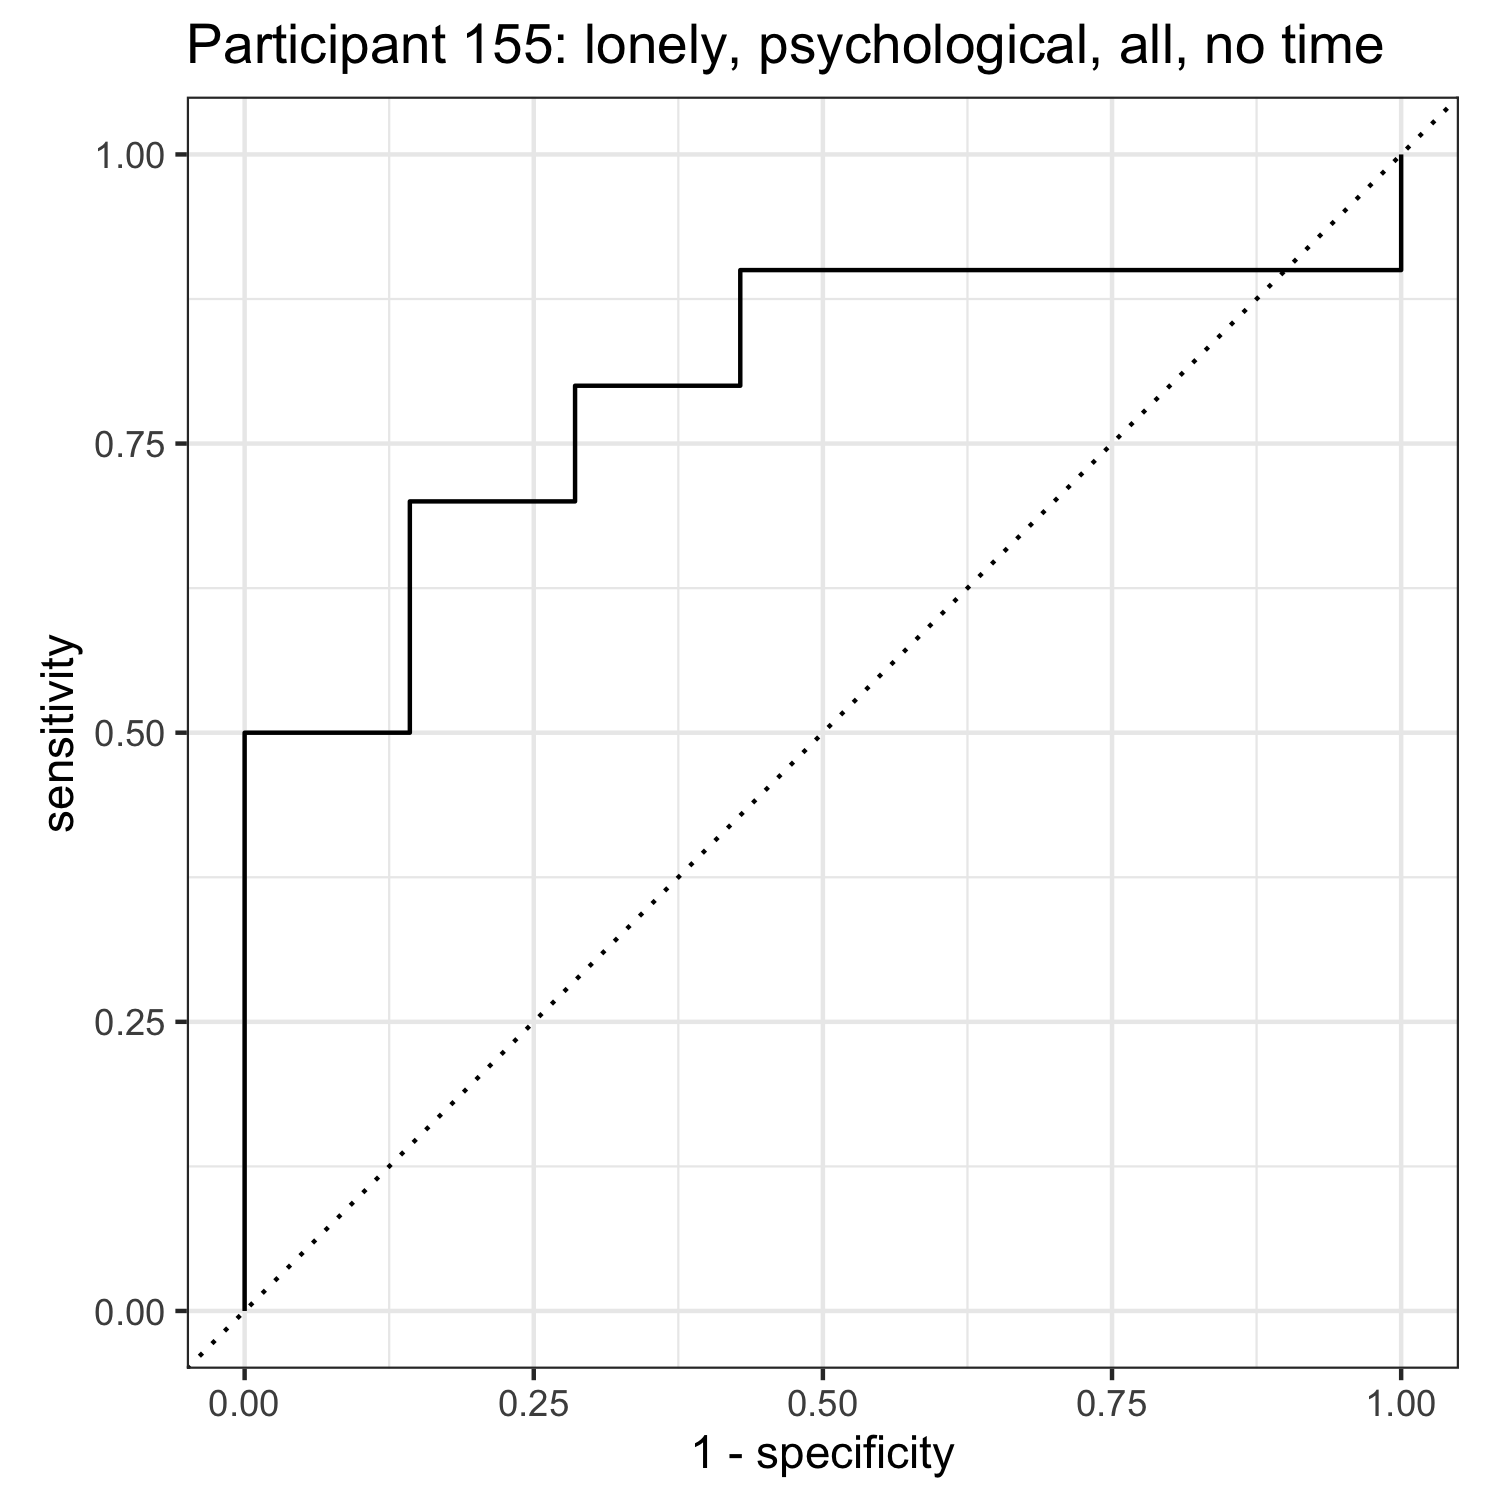 Participant 155: lonely, psychological, all, no time
1.00
0.75
0.50
0.25
0.00
sensitivity
0.00 0.25 0.50 0.75 1.00
1 - specificity